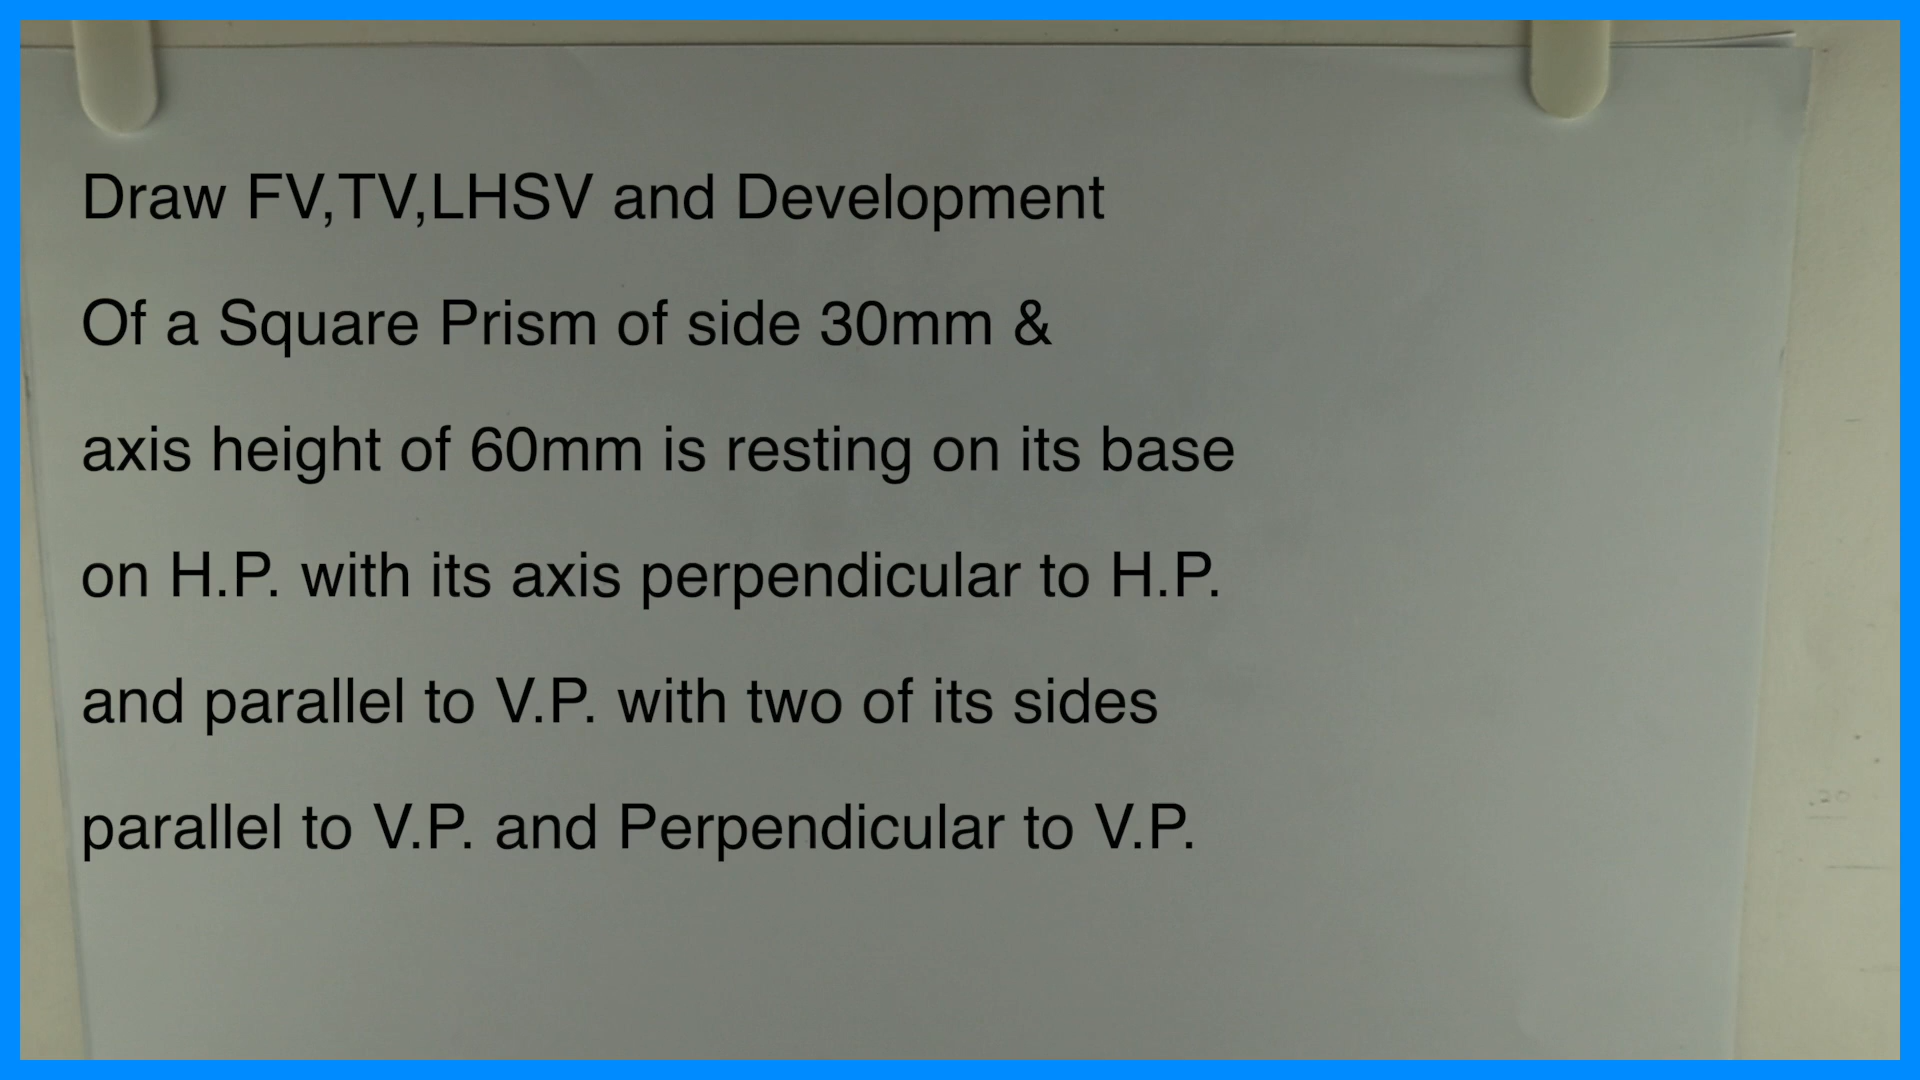 Draw FV,TV,LHSV and Development
Of a Square Prism of side 30mm &
axis height of 60mm is resting on its base
on H.P. with its axis perpendicular to H.P.
and parallel to V.P. with two of its sides
parallel to V.P. and Perpendicular to V.P.